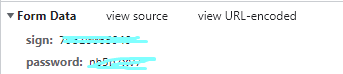 ▼ Form Data view source view URL-encoded
sign:
password: